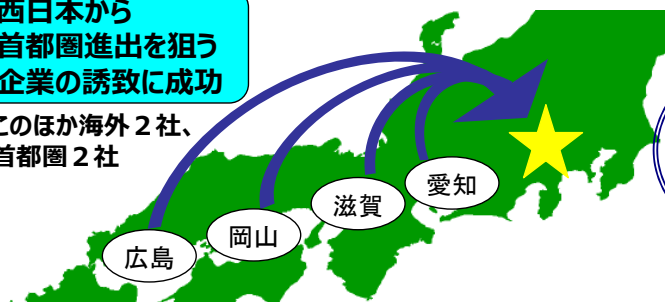 西日本から
首都圏進出を狙う
企業の誘致に成功
このほか海外２社、
首都圏２社
愛知
滋賀
岡山
広島